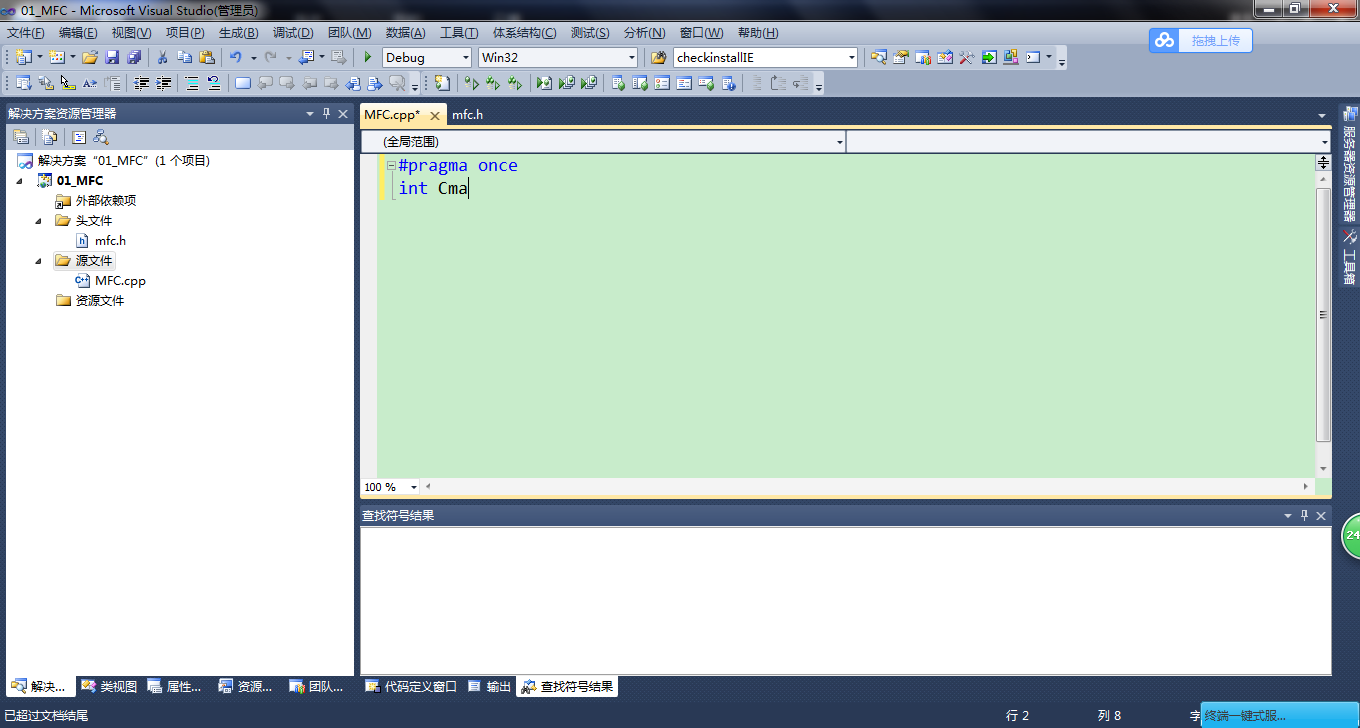 01_MFC - Microsoft Visual Studio(管理员)
文件(F) 编辑(E) 视图(V) 项目(P) 生成(B) 调试(D) 团队(M) 数据(A) 工具(T) 体系结构(C) 测试(S) 分析(N) 窗口(W) 帮助(H)
拖拽上传
Debug Win32 checkinstallIE
解决方案资源管理器
MFC.cpp* mfc.h
(全局范围)
解决方案“01_MFC”(1 个项目)
01_MFC
外部依赖项
头文件
mfc.h
源文件
MFC.cpp
资源文件
#pragma once
int Cma
服务器资源管理器
工具箱
100 %
查找符号结果
24
解决... 类视图 属性... 资源... 团队... 代码定义窗口 输出 查找符号结果
已超过文档结尾 行 2 列 8 字 终端一键式服...